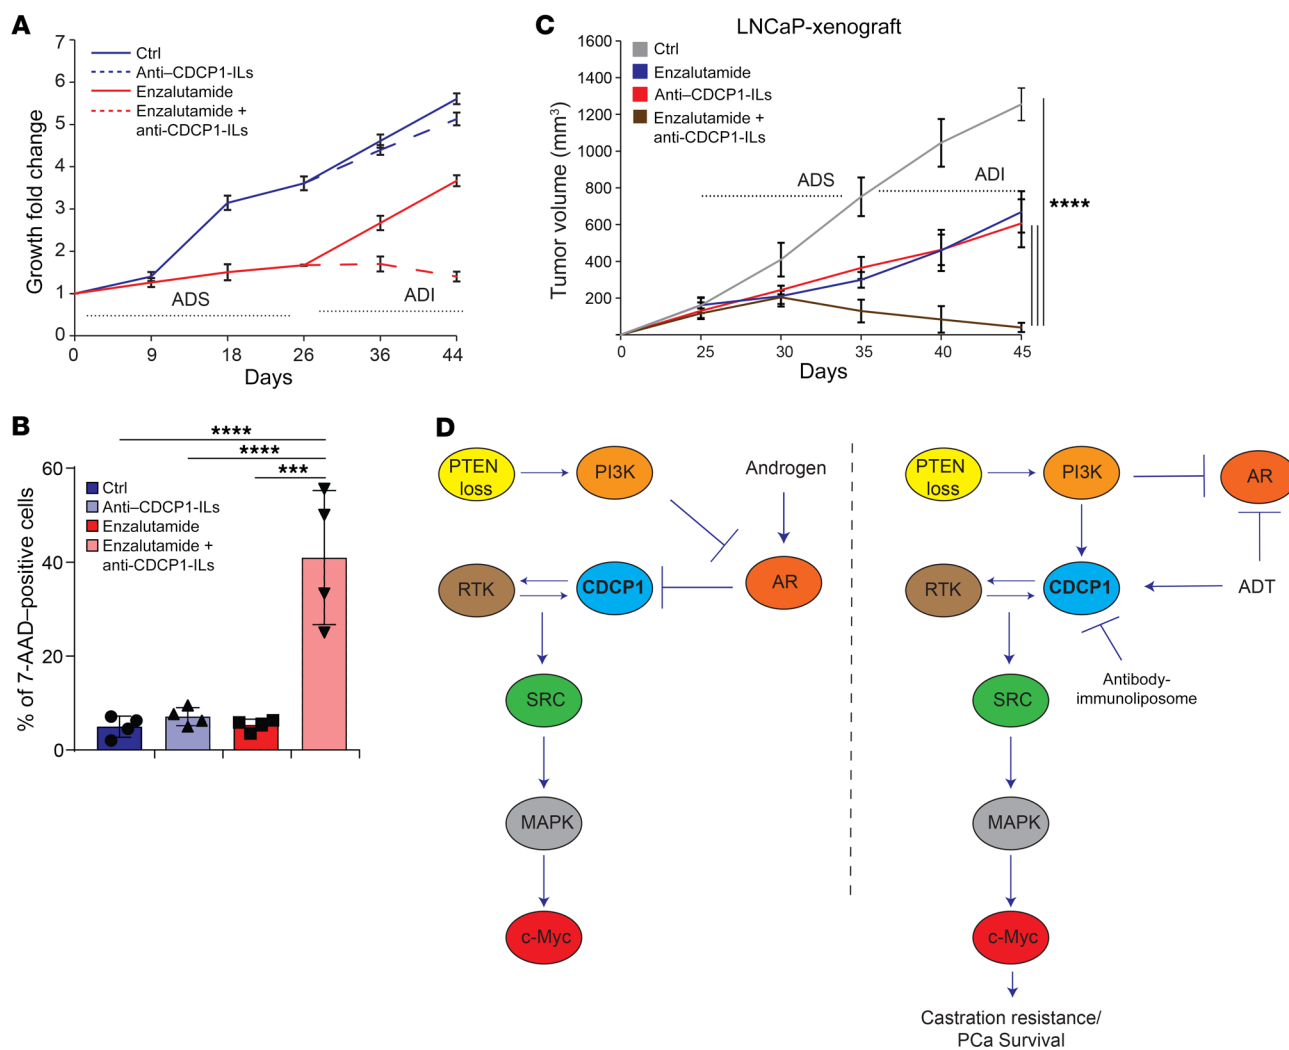 A
7
6
5
4
3
2
1
0
Growth fold change
Ctrl
Anti–CDCP1-ILs
Enzalutamide
Enzalutamide +
anti-CDCP1-ILs
ADS
ADI
0
9
18
26
36
44
Days
C
LNCaP-xenograft
1600
1400
1200
1000
800
600
400
200
Tumor volume (mm³)
Ctrl
Enzalutamide
Anti–CDCP1-ILs
Enzalutamide +
anti-CDCP1-ILs
ADS
ADI
****
0
25
30
35
40
45
Days
B
****
****
***
60
40
20
0
% of 7-AAD–positive cells
Ctrl
Anti–CDCP1-ILs
Enzalutamide
Enzalutamide +
anti-CDCP1-ILs
D
PTEN
loss
PI3K
Androgen
RTK
CDCP1
AR
SRC
MAPK
c-Myc
PTEN
loss
PI3K
AR
RTK
CDCP1
ADT
Antibody-
immunoliposome
SRC
MAPK
c-Myc
Castration resistance/
PCa Survival